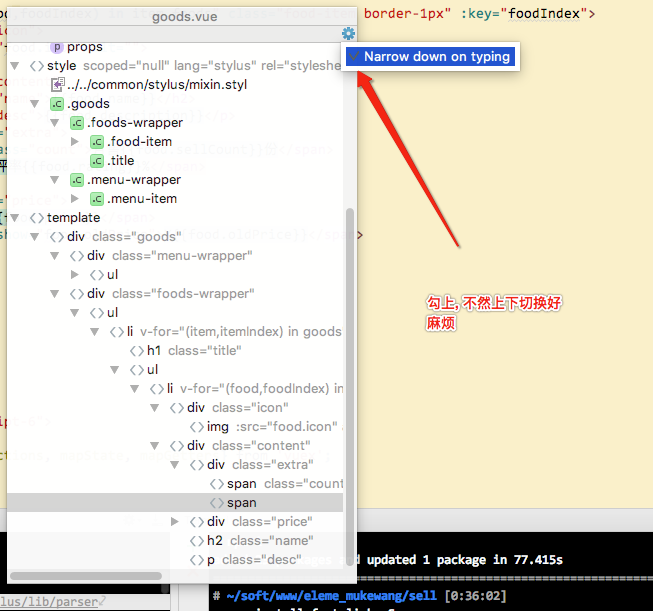 goods.vue
border-1px" :key="foodIndex">
props
style scoped="null" lang="stylus" rel="styleshe
Narrow down on typing
../../common/stylus/mixin.styl
.goods
.foods-wrapper
.food-item
.title
.menu-wrapper
.menu-item
template
div class="goods"
div class="menu-wrapper"
ul
div class="foods-wrapper"
ul
勾上, 不然上下切换好
麻烦
li v-for="(item,itemIndex) in goods
h1 class="title"
ul
li v-for="(food,foodIndex) in
div class="icon"
img :src="food.icon"
div class="content"
div class="extra"
span class="count
span
div class="price"
h2 class="name"
p class="desc"
d updated 1 package in 77.415s
lus/lib/parser
# ~/soft/www/eleme_mukewang/sell [0:36:02]